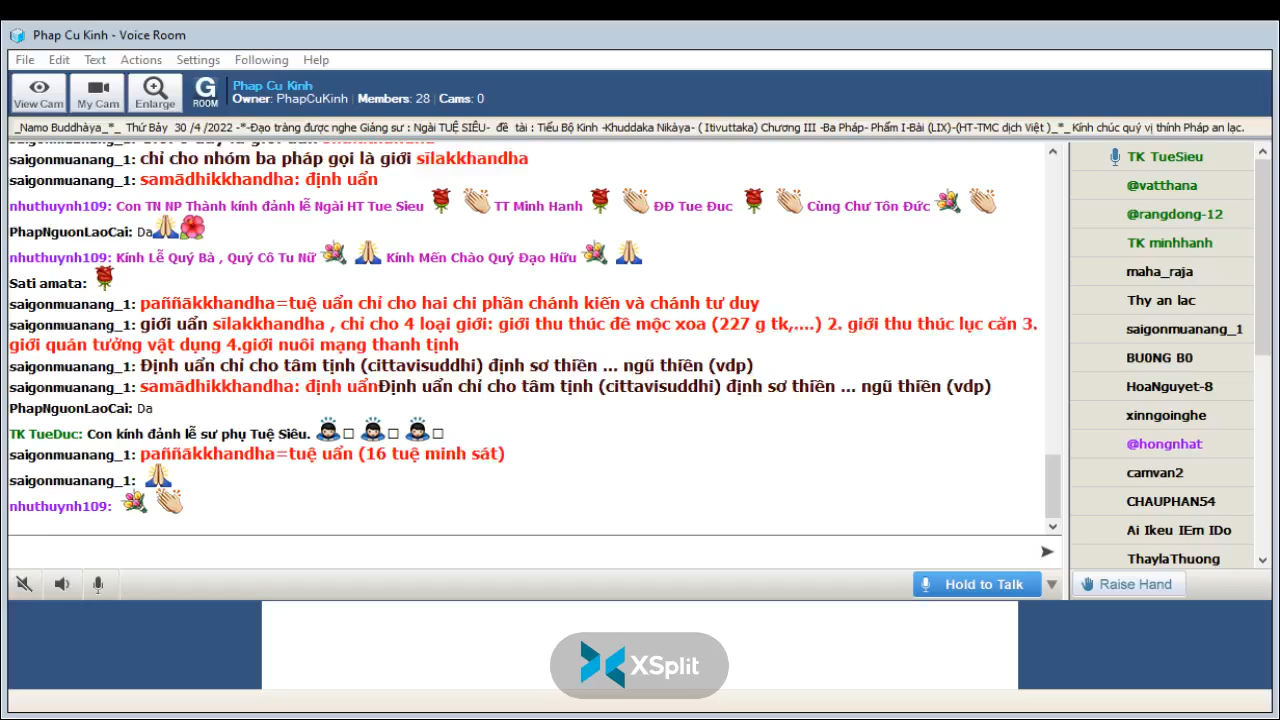 Phap Cu Kinh - Voice Room
File Edit Text Actions Settings Following Help
View Cam My Cam Enlarge G ROOM
Phap Cu Kinh
Owner: PhapCuKinh | Members: 28 | Cams: 0
_Namo Buddhàya_*_ Thứ Bảy 30 /4 /2022 -*-Đạo tràng được nghe Giảng sư : Ngài TUỆ SIÊU- đề tài : Tiểu Bộ Kinh -Khuddaka Nikàya- ( Itivuttaka) Chương III -Ba Pháp- Phẩm I-Bài (LIX)-(HT-TMC dịch Việt )_*_ Kính chúc quý vị thính Pháp an lạc.
saigonmuanang_1: chỉ cho nhóm ba pháp gọi là giới sīlakkhandha
saigonmuanang_1: samādhikkhandha: định uẩn
nhuthuynh109: Con TN NP Thành kính đảnh lễ Ngài HT Tue Sieu TT Minh Hanh ĐĐ Tue Đuc Cùng Chư Tôn Đức
PhapNguonLaoCai: Da
nhuthuynh109: Kính Lễ Quý Bà , Quý Cô Tu Nữ Kính Mến Chào Quý Đạo Hữu
Sati amata:
saigonmuanang_1: paññākkhandha=tuệ uẩn chỉ cho hai chi phần chánh kiến và chánh tư duy
saigonmuanang_1: giới uẩn sīlakkhandha , chỉ cho 4 loại giới: giới thu thúc đề mộc xoa (227 g tk,....) 2. giới thu thúc lục căn 3.
giới quán tưởng vật dụng 4.giới nuôi mạng thanh tịnh
saigonmuanang_1: Định uẩn chỉ cho tâm tịnh (cittavisuddhi) định sơ thiền ... ngũ thiền (vdp)
saigonmuanang_1: samādhikkhandha: định uẩnĐịnh uẩn chỉ cho tâm tịnh (cittavisuddhi) định sơ thiền ... ngũ thiền (vdp)
PhapNguonLaoCai: Da
TK TueDuc: Con kính đảnh lễ sư phụ Tuệ Siêu.
saigonmuanang_1: paññākkhandha=tuệ uẩn (16 tuệ minh sát)
saigonmuanang_1:
nhuthuynh109:
TK TueSieu
@vatthana
@rangdong-12
TK minhhanh
maha_raja
Thy an lac
saigonmuanang_1
BU0NG B0
HoaNguyet-8
xinngoinghe
@hongnhat
camvan2
CHAUPHAN54
Ai Ikeu IEm IDo
ThaylaThuong
Hold to Talk
Raise Hand
XSplit